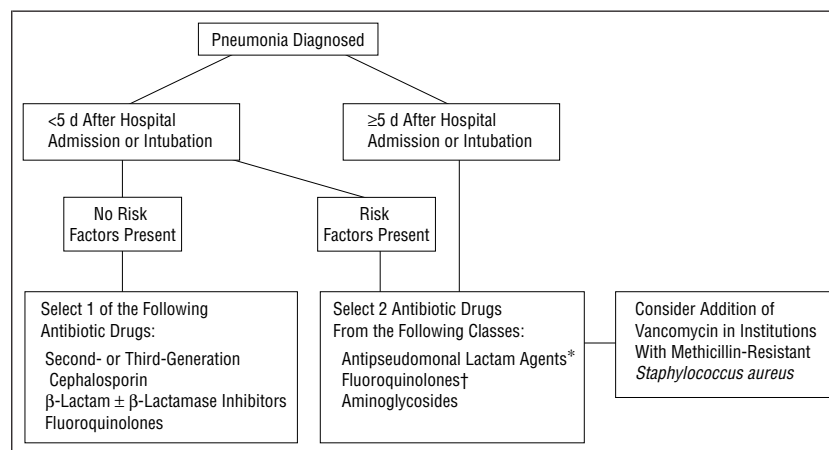 Pneumonia Diagnosed
<5 d After Hospital
Admission or Intubation
≥5 d After Hospital
Admission or Intubation
No Risk
Factors Present
Risk
Factors Present
Select 1 of the Following
Antibiotic Drugs:
Second- or Third-Generation
Cephalosporin
β-Lactam ± β-Lactamase Inhibitors
Fluoroquinolones
Select 2 Antibiotic Drugs
From the Following Classes:
Antipseudomonal Lactam Agents*
Fluoroquinolones†
Aminoglycosides
Consider Addition of
Vancomycin in Institutions
With Methicillin-Resistant
Staphylococcus aureus